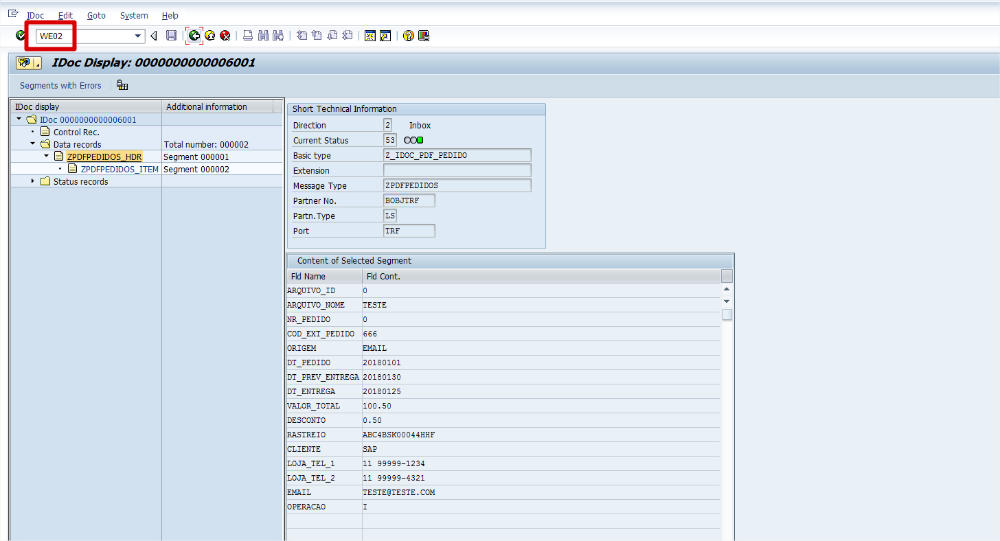 IDoc Edit Goto System Help
WE02
IDoc Display: 0000000000006001
Segments with Errors
IDoc display Additional information
IDoc 0000000000006001
Control Rec.
Data records Total number: 000002
ZPDFPEDIDOS_HDR Segment 000001
ZPDFPEDIDOS_ITEM Segment 000002
Status records
Short Technical Information
Direction 2 Inbox
Current Status 53
Basic type Z_IDOC_PDF_PEDIDO
Extension
Message Type ZPDFPEDIDOS
Partner No. BOBJTRF
Partn.Type LS
Port TRF
Content of Selected Segment
Fld Name Fld Cont.
ARQUIVO_ID 0
ARQUIVO_NOME TESTE
NR_PEDIDO 0
COD_EXT_PEDIDO 666
ORIGEM EMAIL
DT_PEDIDO 20180101
DT_PREV_ENTREGA 20180130
DT_ENTREGA 20180125
VALOR_TOTAL 100.50
DESCONTO 0.50
RASTREIO ABC4BSK00044HHF
CLIENTE SAP
LOJA_TEL_1 11 99999-1234
LOJA_TEL_2 11 99999-4321
EMAIL TESTE@TESTE.COM
OPERACAO I